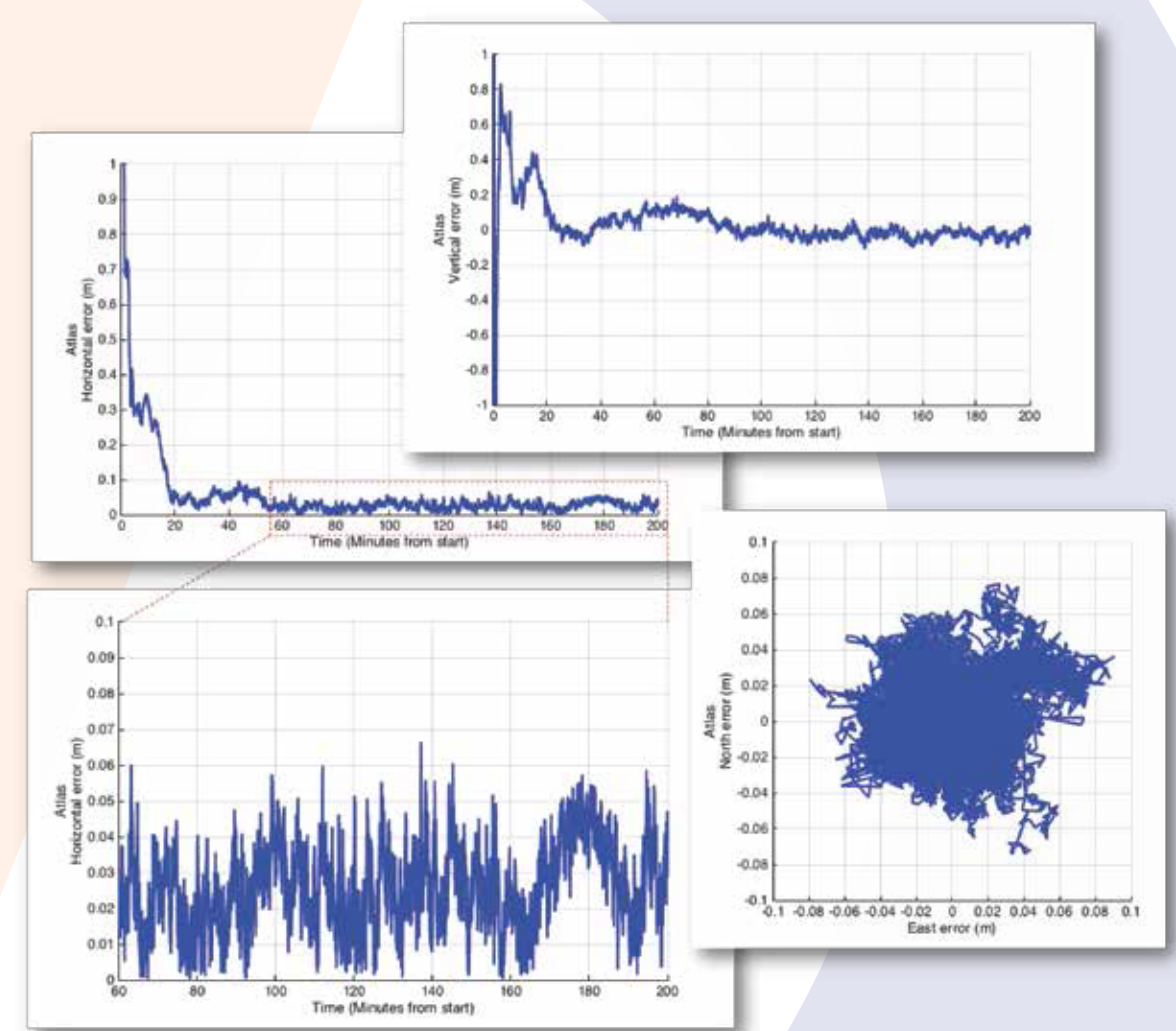 1
0.8
0.6
0.4
0.2
0
-0.2
-0.4
-0.6
-0.8
-1
Atlas
Vertical error (m)
0 20 40 60 80 100 120 140 160 180 200
Time (Minutes from start)
1
0.9
0.8
0.7
0.6
0.5
0.4
0.3
0.2
0.1
0
Atlas
Horizontal error (m)
0 20 40 60 80 100 120 140 160 180 200
Time (Minutes from start)
0.1
0.09
0.08
0.07
0.06
0.05
0.04
0.03
0.02
0.01
0
Atlas
Horizontal error (m)
60 80 100 120 140 160 180 200
Time (Minutes from start)
0.1
0.08
0.06
0.04
0.02
0
-0.02
-0.04
-0.06
-0.08
-0.1
Atlas
North error (m)
-0.1 -0.08 -0.06 -0.04 -0.02 0 0.02 0.04 0.06 0.08 0.1
East error (m)